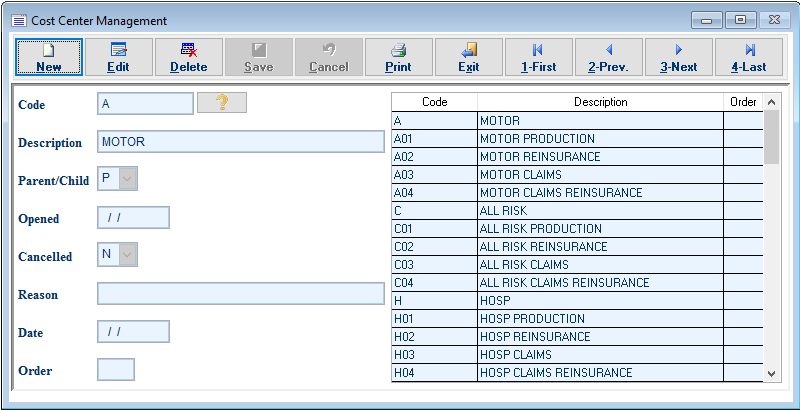 Cost Center Management
New Edit Delete Save Cancel Print Exit 1-First 2-Prev. 3-Next 4-Last
Code A ?
Description MOTOR
Parent/Child P
Opened / /
Cancelled N
Reason
Date / /
Order
Code Description Order
A MOTOR
A01 MOTOR PRODUCTION
A02 MOTOR REINSURANCE
A03 MOTOR CLAIMS
A04 MOTOR CLAIMS REINSURANCE
C ALL RISK
C01 ALL RISK PRODUCTION
C02 ALL RISK REINSURANCE
C03 ALL RISK CLAIMS
C04 ALL RISK CLAIMS REINSURANCE
H HOSP
H01 HOSP PRODUCTION
H02 HOSP REINSURANCE
H03 HOSP CLAIMS
H04 HOSP CLAIMS REINSURANCE